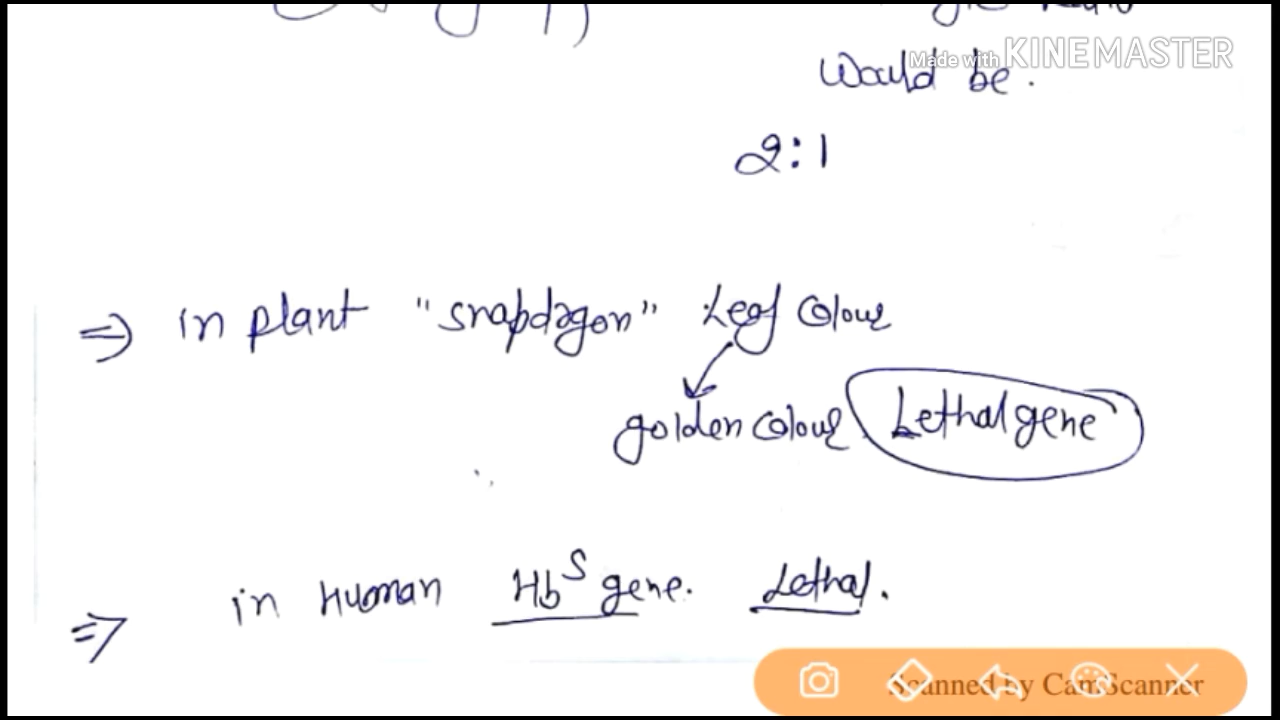 would be.
Made with KINEMASTER
2:1
⇒ in plant "snapdragon" Leaf colour
golden colour Lethal gene
⇒ in Human Hb^S gene. Lethal.
Scanned by CamScanner